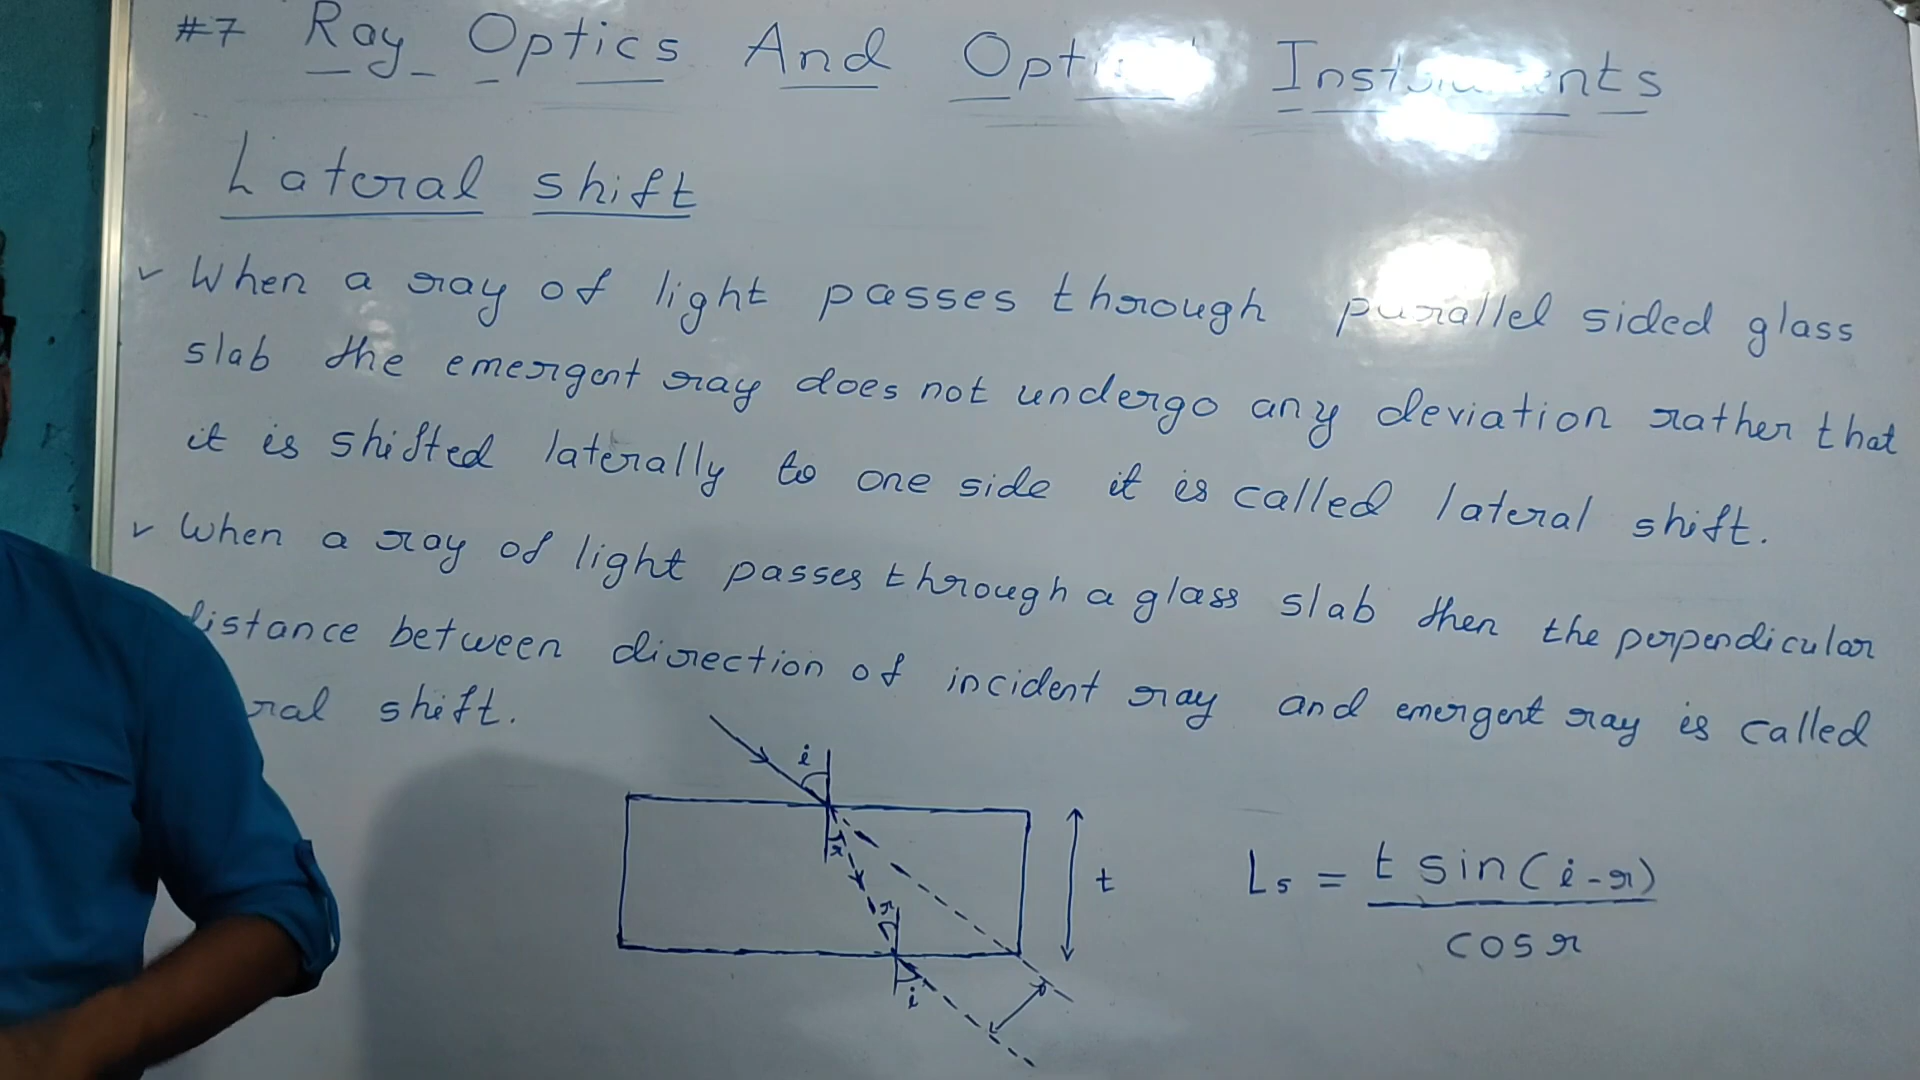 #7 Ray Optics And
Lateral shift
✓ When a ray of light passes through parallel sided glass
slab the emergent ray does not undergo any deviation rather that
it is shifted laterally to one side it is called lateral shift.
✓ When a ray of light passes through a glass slab then the perpendicular
distance between direction of incident ray and emergent ray is called
shift.
i
r
t
r
i
Ls = t sin(i-r)
cosr